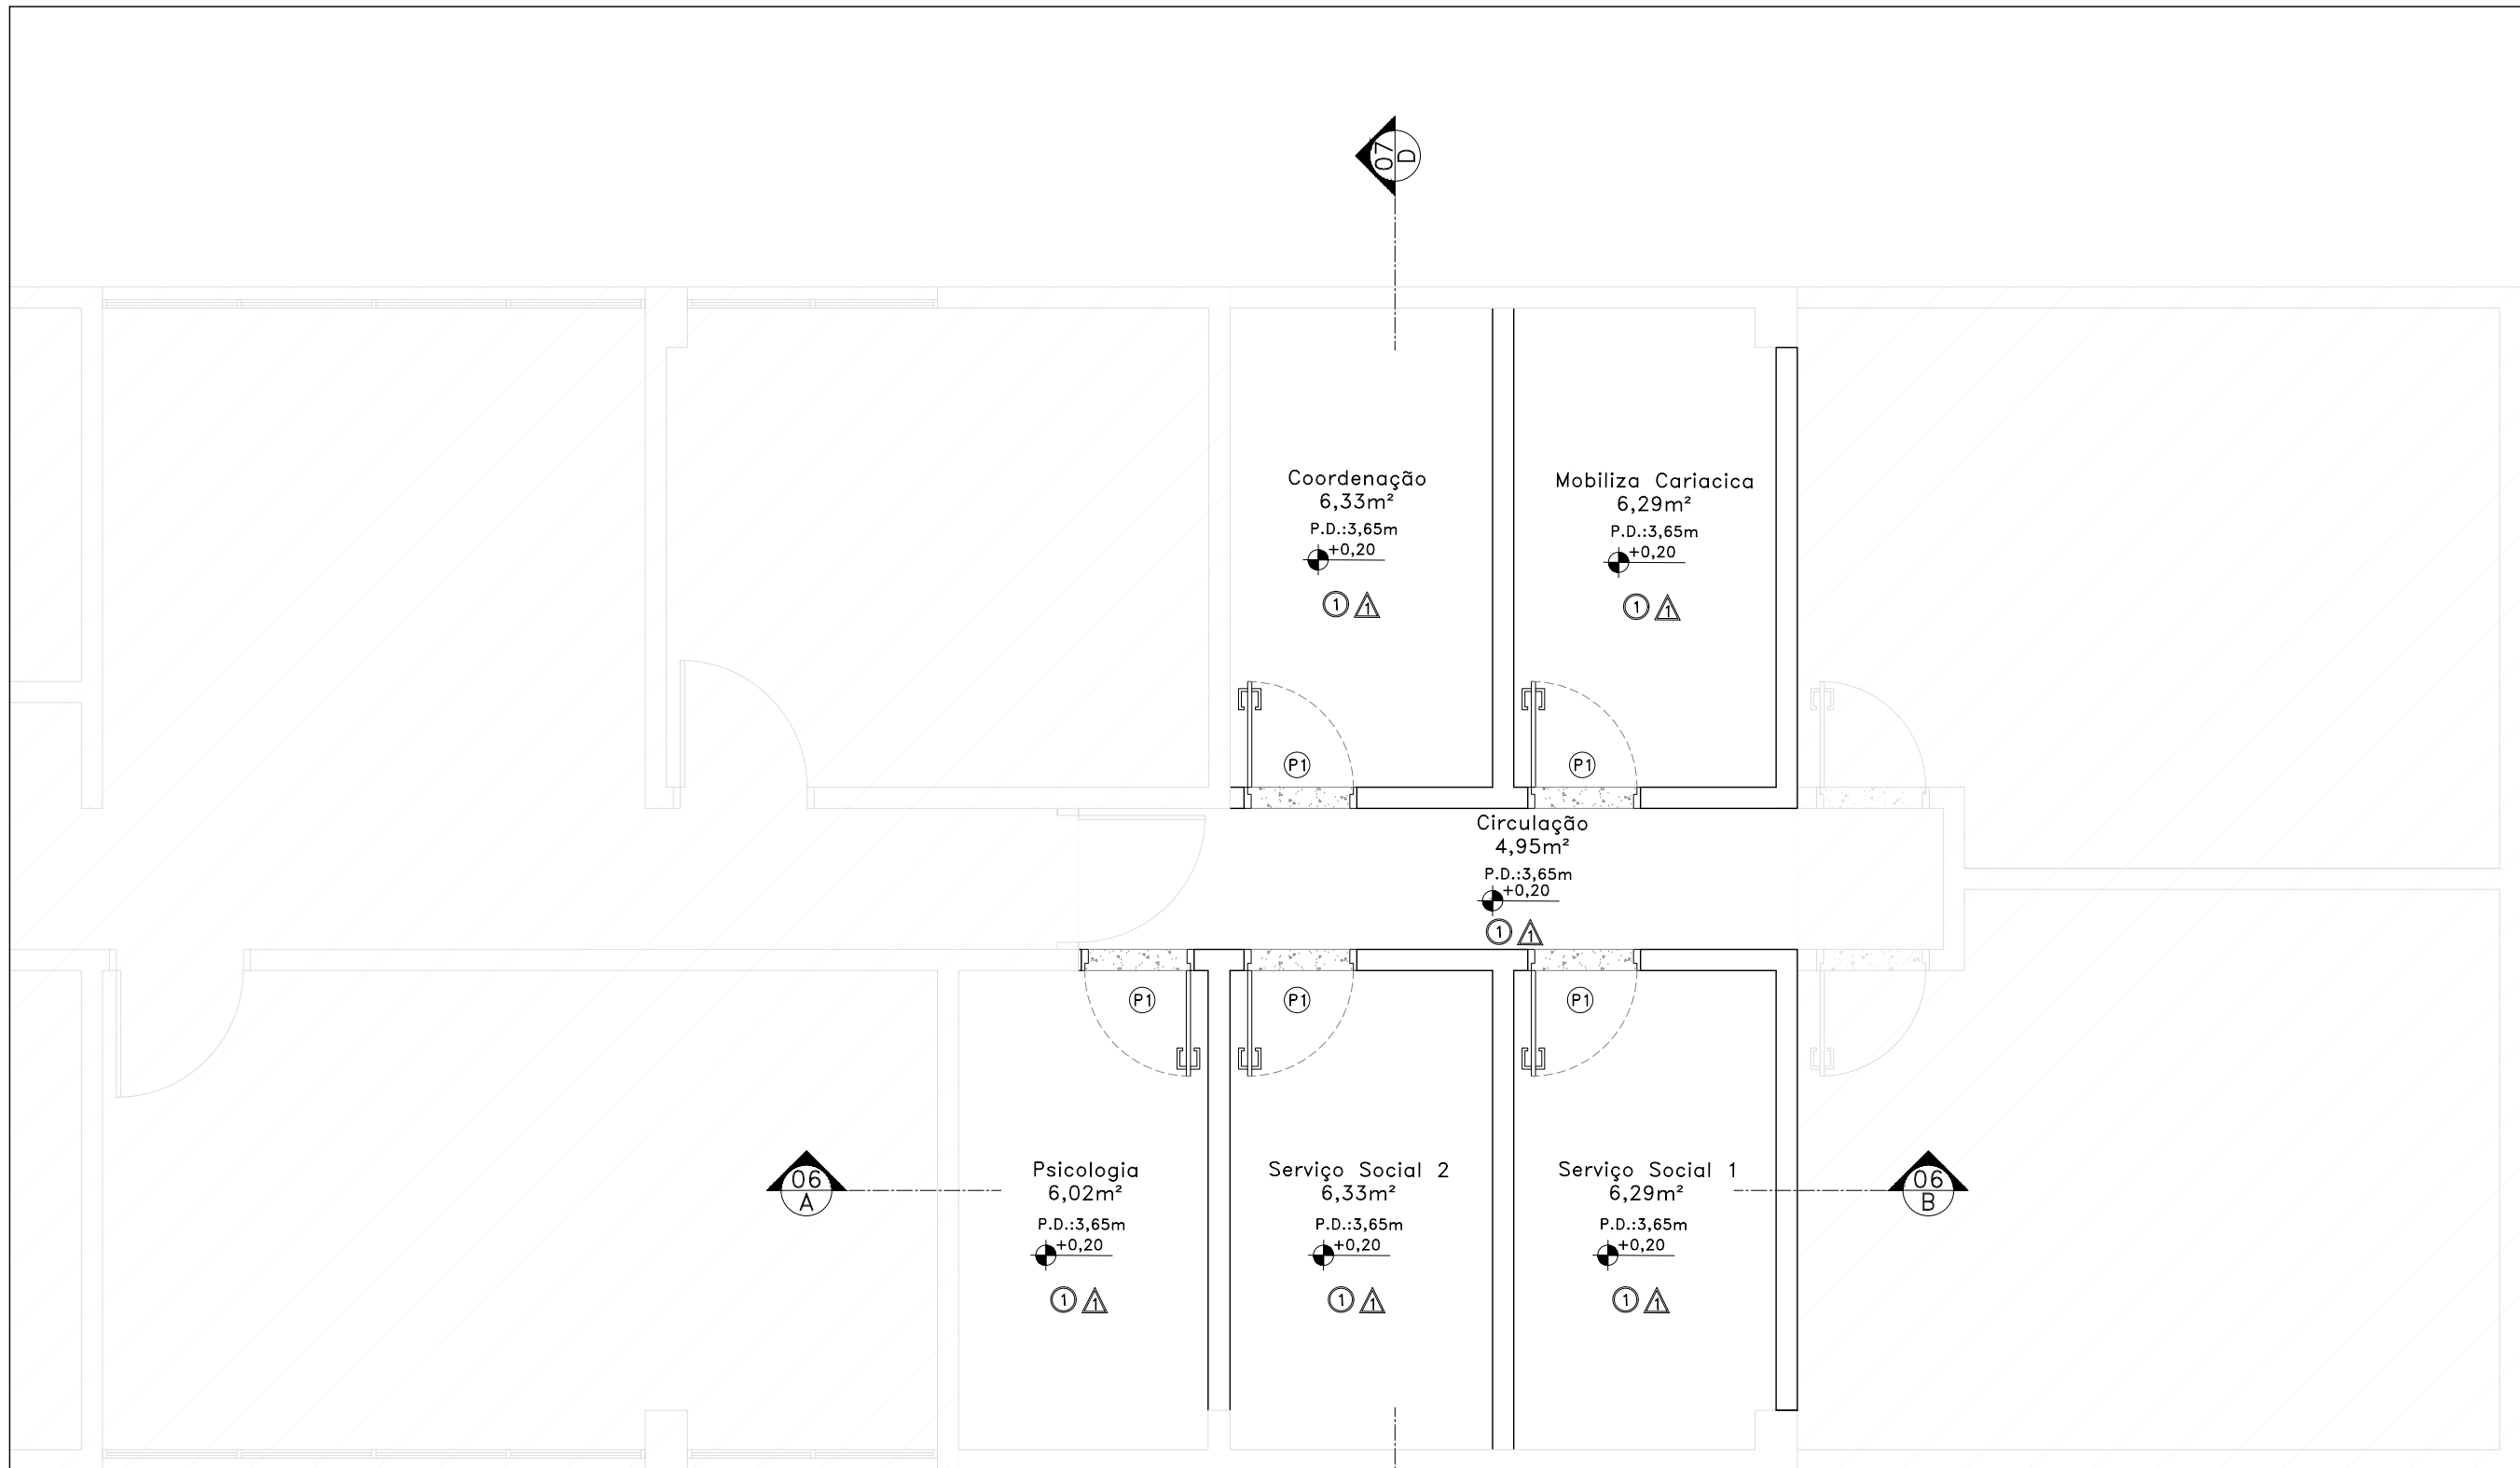 07
D
Coordenação
6,33m²
P.D.:3,65m
+0,20
1 1
Mobiliza Cariacica
6,29m²
P.D.:3,65m
+0,20
1 1
P1
P1
Circulação
4,95m²
P.D.:3,65m
+0,20
1 1
P1
P1
P1
06
A
Psicologia
6,02m²
P.D.:3,65m
+0,20
1 1
Serviço Social 2
6,33m²
P.D.:3,65m
+0,20
1 1
Serviço Social 1
6,29m²
P.D.:3,65m
+0,20
1 1
06
B